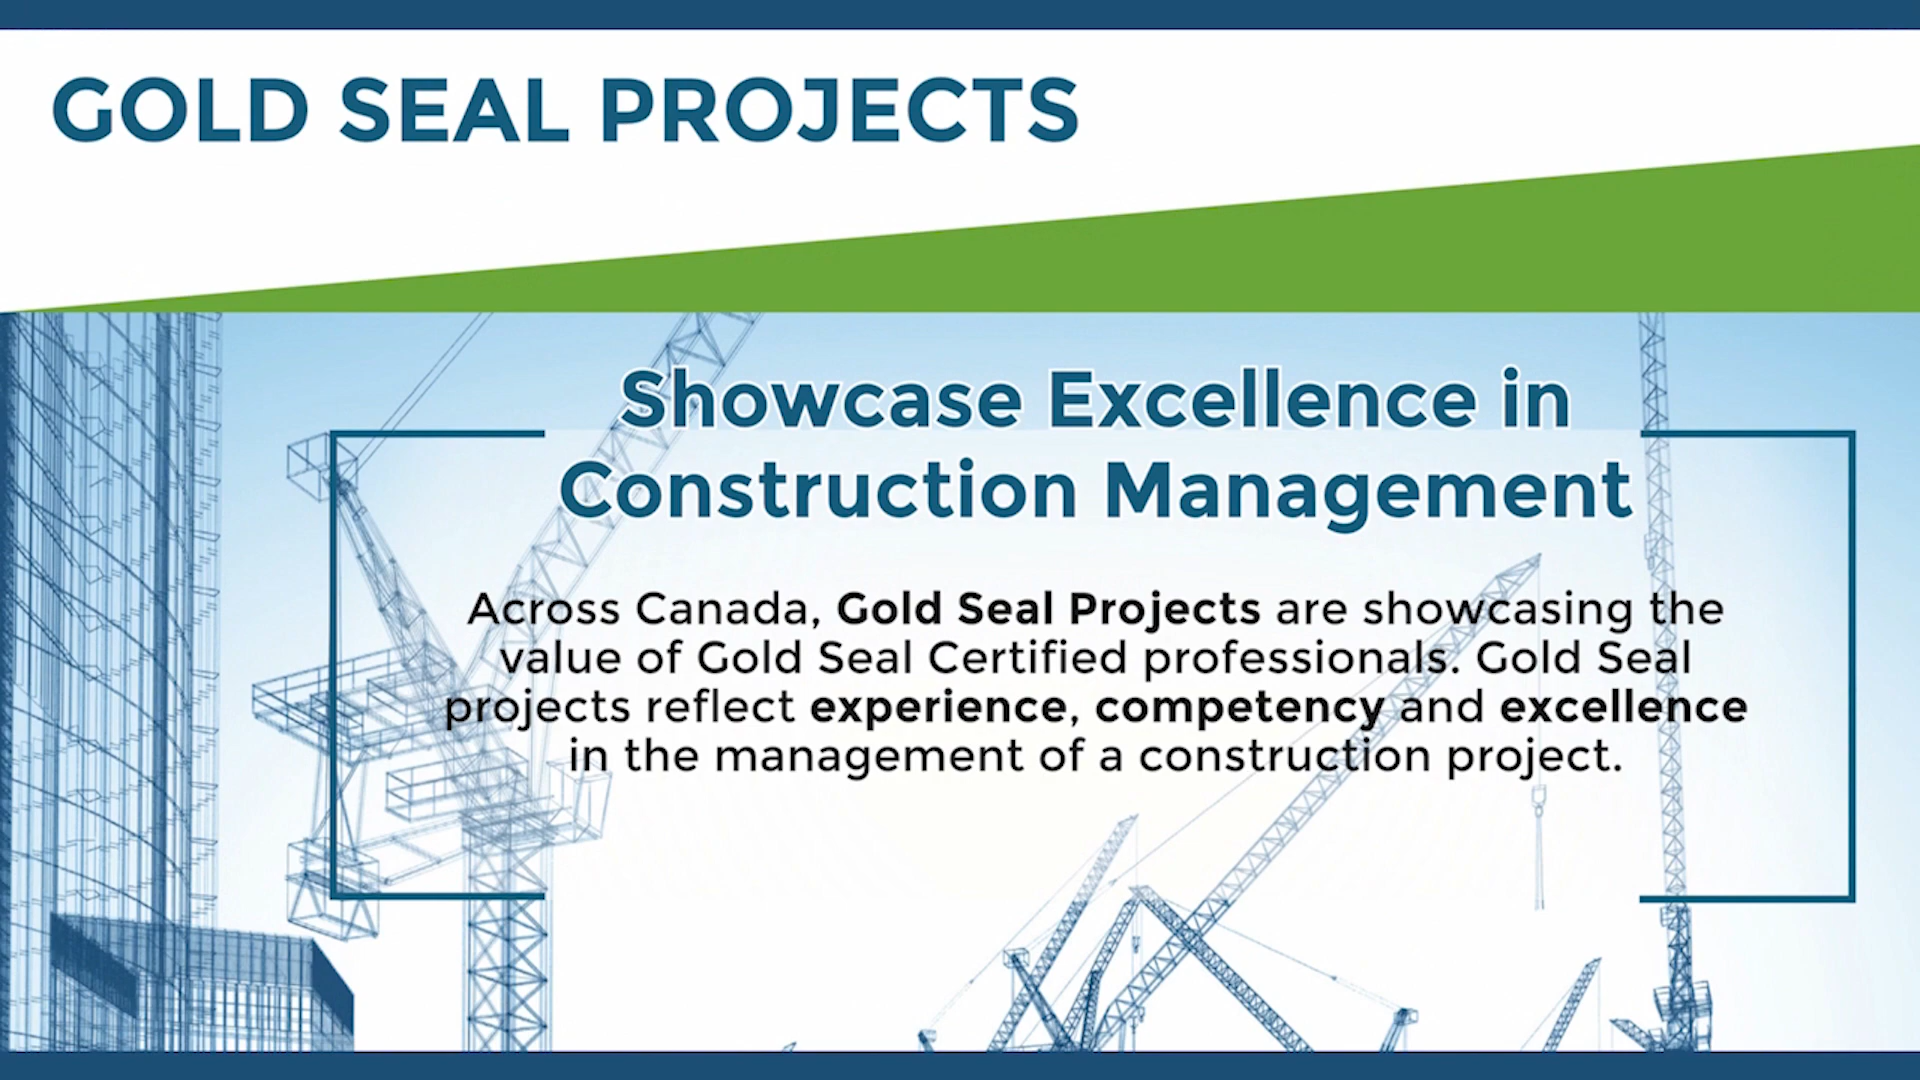 GOLD SEAL PROJECTS
Showcase Excellence in
Construction Management
Across Canada, Gold Seal Projects are showcasing the
value of Gold Seal Certified professionals. Gold Seal
projects reflect experience, competency and excellence
in the management of a construction project.